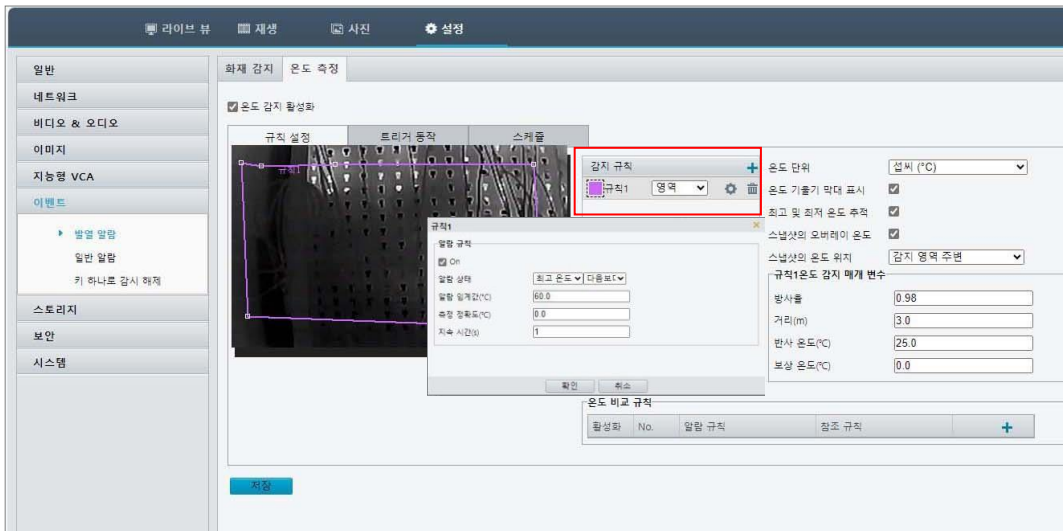 라이브 뷰 재생 사진 설정
일반
네트워크
비디오 & 오디오
이미지
지능형 VCA
이벤트
발열 알람
일반 알람
키 하나로 감시 해제
스토리지
보안
시스템
화재 감지 온도 측정
온도 감지 활성화
규칙 설정 트리거 동작 스케줄
규칙1
감지 규칙
규칙1 영역
규칙1
알람 규칙
On
알람 상태 최고 온도 다음보다
알람 임계값(°C) 60.0
측정 정확도(°C) 0.0
지속 시간(s) 1
확인 취소
온도 단위 섭씨 (°C)
온도 기울기 막대 표시
최고 및 최저 온도 추적
스냅샷의 오버레이 온도
스냅샷의 온도 위치 감지 영역 주변
규칙1온도 감지 매개 변수
방사율 0.98
거리(m) 3.0
반사 온도(°C) 25.0
보상 온도(°C) 0.0
온도 비교 규칙
활성화 No. 알람 규칙 참조 규칙
저장